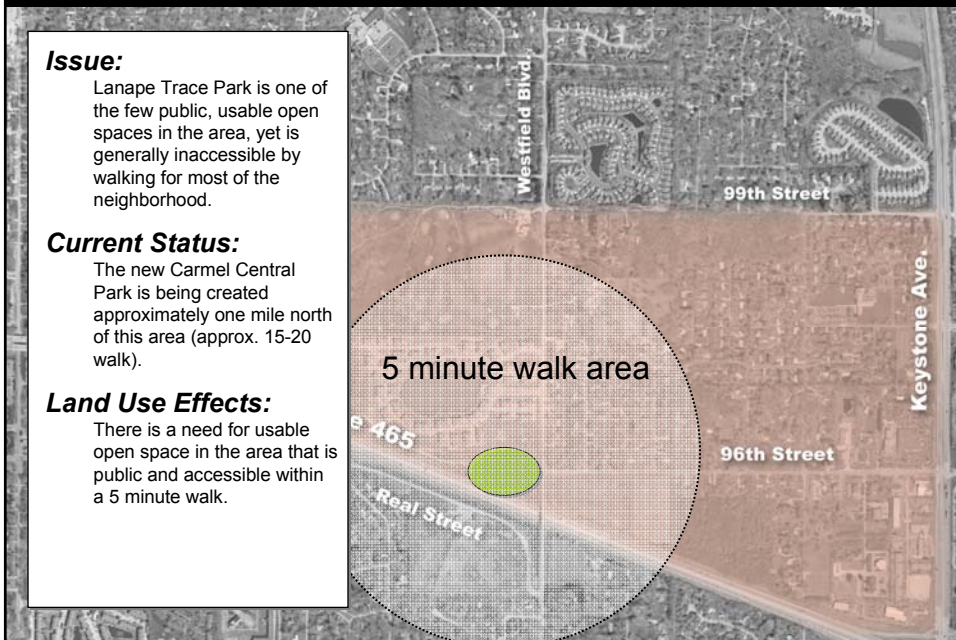 Issue:
Lanape Trace Park is one of
the few public, usable open
spaces in the area, yet is
generally inaccessible by
walking for most of the
neighborhood.
Current Status:
The new Carmel Central
Park is being created
approximately one mile north
of this area (approx. 15-20
walk).
Land Use Effects:
There is a need for usable
open space in the area that is
public and accessible within
a 5 minute walk.
Westfield Blvd.
99th Street
Keystone Ave.
5 minute walk area
e 465
96th Street
Real Street